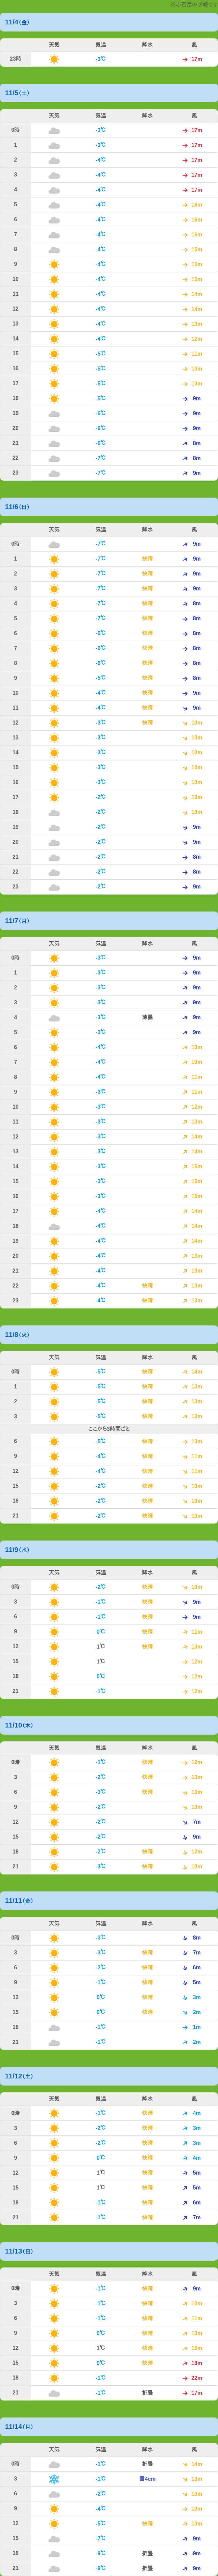 ※赤岳頂の予報です
11/4(金)
天気 気温 降水 風
23時 -3℃ 17m
11/5(土)
天気 気温 降水 風
0時 -3℃ 17m
1 -3℃ 17m
2 -4℃ 17m
3 -4℃ 17m
4 -4℃ 17m
5 -4℃ 16m
6 -4℃ 16m
7 -4℃ 16m
8 -4℃ 15m
9 -4℃ 15m
10 -4℃ 15m
11 -4℃ 14m
12 -4℃ 14m
13 -4℃ 13m
14 -4℃ 12m
15 -5℃ 11m
16 -5℃ 10m
17 -5℃ 10m
18 -5℃ 9m
19 -6℃ 9m
20 -6℃ 9m
21 -6℃ 8m
22 -7℃ 8m
23 -7℃ 9m
11/6(日)
天気 気温 降水 風
0時 -7℃ 9m
1 -7℃ 快晴 9m
2 -7℃ 快晴 9m
3 -7℃ 快晴 9m
4 -7℃ 快晴 8m
5 -7℃ 快晴 8m
6 -6℃ 快晴 8m
7 -6℃ 快晴 8m
8 -6℃ 快晴 8m
9 -5℃ 快晴 8m
10 -4℃ 快晴 9m
11 -4℃ 快晴 9m
12 -3℃ 快晴 10m
13 -3℃ 10m
14 -3℃ 10m
15 -3℃ 10m
16 -3℃ 10m
17 -2℃ 10m
18 -2℃ 10m
19 -2℃ 9m
20 -2℃ 9m
21 -2℃ 8m
22 -2℃ 8m
23 -2℃ 9m
11/7(月)
天気 気温 降水 風
0時 -3℃ 9m
1 -3℃ 9m
2 -3℃ 9m
3 -3℃ 9m
4 -3℃ 薄曇 9m
5 -3℃ 9m
6 -4℃ 10m
7 -4℃ 10m
8 -4℃ 11m
9 -3℃ 11m
10 -3℃ 12m
11 -3℃ 13m
12 -3℃ 14m
13 -3℃ 14m
14 -3℃ 15m
15 -3℃ 15m
16 -3℃ 15m
17 -4℃ 14m
18 -4℃ 14m
19 -4℃ 14m
20 -4℃ 13m
21 -4℃ 13m
22 -4℃ 快晴 13m
23 -4℃ 快晴 13m
11/8(火)
天気 気温 降水 風
0時 -5℃ 快晴 14m
1 -5℃ 快晴 13m
2 -5℃ 快晴 13m
3 -5℃ 快晴 13m
ここから3時間ごと
6 -5℃ 快晴 13m
9 -4℃ 快晴 11m
12 -4℃ 快晴 11m
15 -2℃ 快晴 10m
18 -2℃ 快晴 10m
21 -2℃ 快晴 10m
11/9(水)
天気 気温 降水 風
0時 -2℃ 快晴 10m
3 -1℃ 快晴 9m
6 -1℃ 快晴 9m
9 0℃ 快晴 11m
12 1℃ 快晴 13m
15 1℃ 12m
18 0℃ 12m
21 -1℃ 12m
11/10(木)
天気 気温 降水 風
0時 -1℃ 快晴 12m
3 -2℃ 快晴 13m
6 -3℃ 快晴 15m
9 -2℃ 10m
12 -2℃ 7m
15 -2℃ 9m
18 -2℃ 快晴 12m
21 -3℃ 快晴 10m
11/11(金)
天気 気温 降水 風
0時 -3℃ 8m
3 -3℃ 快晴 7m
6 -2℃ 快晴 6m
9 -1℃ 快晴 5m
12 0℃ 快晴 3m
15 0℃ 快晴 2m
18 -1℃ 1m
21 -1℃ 2m
11/12(土)
天気 気温 降水 風
0時 -1℃ 快晴 4m
3 -2℃ 快晴 3m
6 -2℃ 快晴 3m
9 0℃ 快晴 4m
12 1℃ 快晴 5m
15 1℃ 快晴 5m
18 -1℃ 快晴 6m
21 -1℃ 快晴 7m
11/13(日)
天気 気温 降水 風
0時 -1℃ 快晴 9m
3 -1℃ 快晴 10m
6 -1℃ 快晴 11m
9 0℃ 快晴 13m
12 1℃ 快晴 15m
15 0℃ 快晴 18m
18 -1℃ 22m
21 -1℃ 折曇 17m
11/14(月)
天気 気温 降水 風
0時 -1℃ 折曇 14m
3 -1℃ 雪4cm 13m
6 -2℃ 13m
9 -4℃ 10m
12 -5℃ 快晴 10m
15 -7℃ 9m
18 -9℃ 折曇 9m
21 -9℃ 折曇 9m